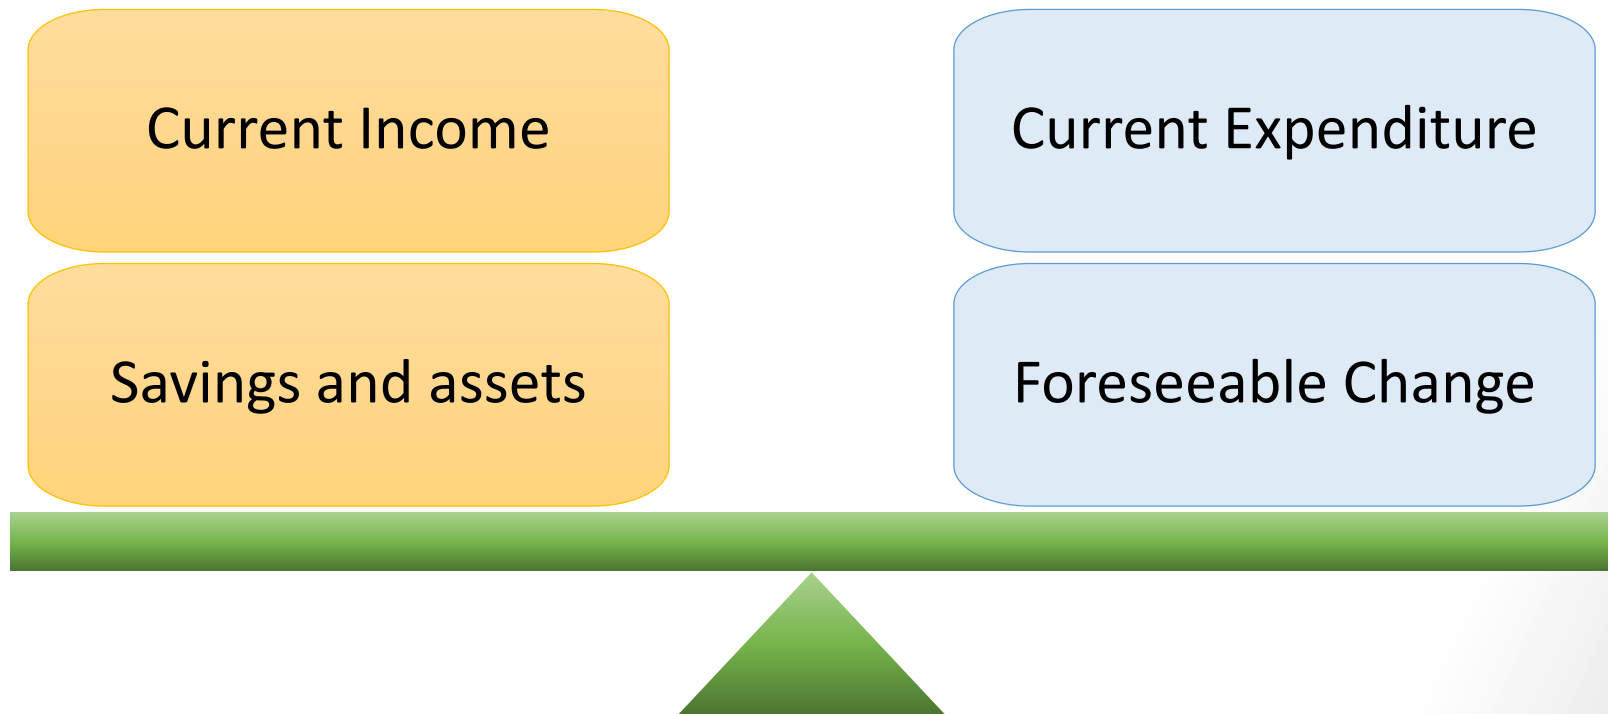 Current Income
Current Expenditure
Savings and assets
Foreseeable Change